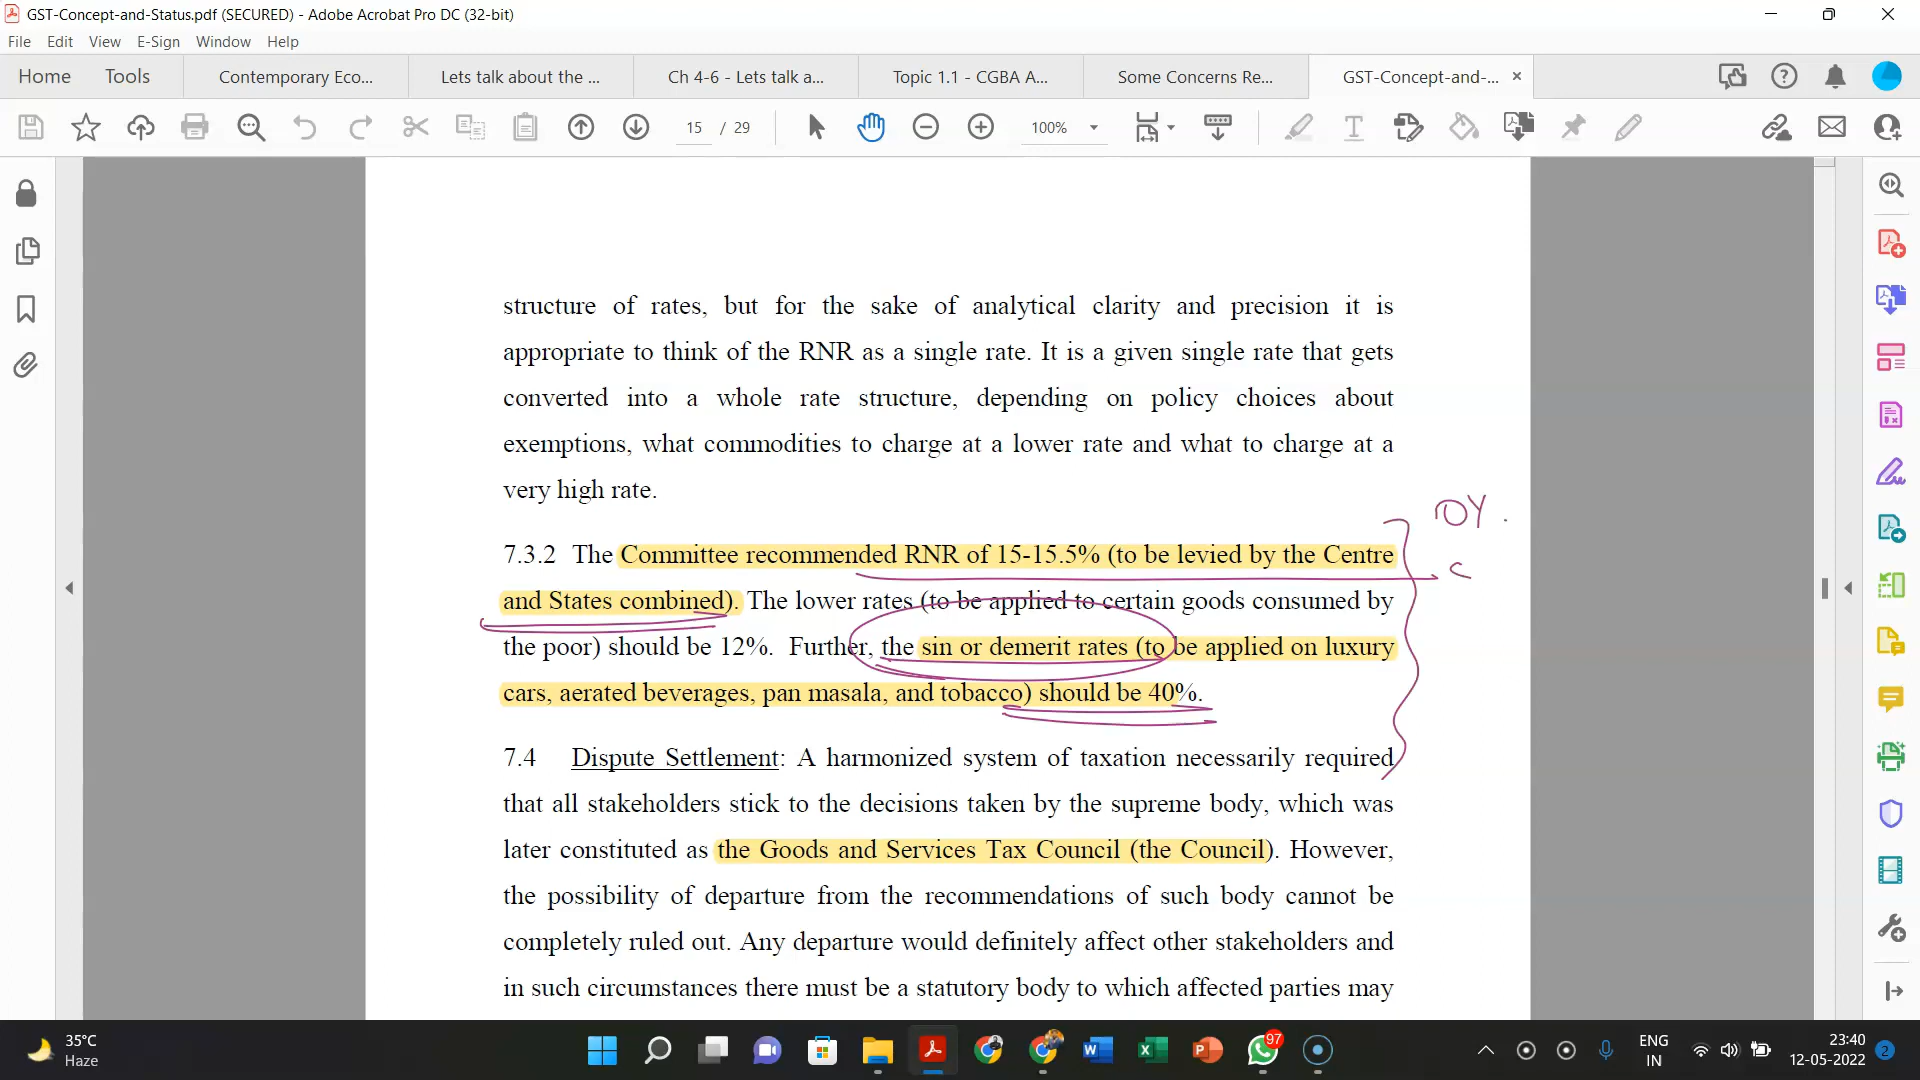 GST-Concept-and-Status.pdf (SECURED) - Adobe Acrobat Pro DC (32-bit)
File Edit View E-Sign Window Help
Home Tools Contemporary Eco... Lets talk about the ... Ch 4-6 - Lets talk a... Topic 1.1 - CGBA A... Some Concerns Re... GST-Concept-and-...
15 / 29 100%
structure of rates, but for the sake of analytical clarity and precision it is
appropriate to think of the RNR as a single rate. It is a given single rate that gets
converted into a whole rate structure, depending on policy choices about
exemptions, what commodities to charge at a lower rate and what to charge at a
very high rate.
7.3.2 The Committee recommended RNR of 15-15.5% (to be levied by the Centre
and States combined). The lower rates (to be applied to certain goods consumed by
the poor) should be 12%. Further, the sin or demerit rates (to be applied on luxury
cars, aerated beverages, pan masala, and tobacco) should be 40%.
7.4 Dispute Settlement: A harmonized system of taxation necessarily required
that all stakeholders stick to the decisions taken by the supreme body, which was
later constituted as the Goods and Services Tax Council (the Council). However,
the possibility of departure from the recommendations of such body cannot be
completely ruled out. Any departure would definitely affect other stakeholders and
in such circumstances there must be a statutory body to which affected parties may
35°C
Haze
97
ENG
IN
23:40
12-05-2022
2